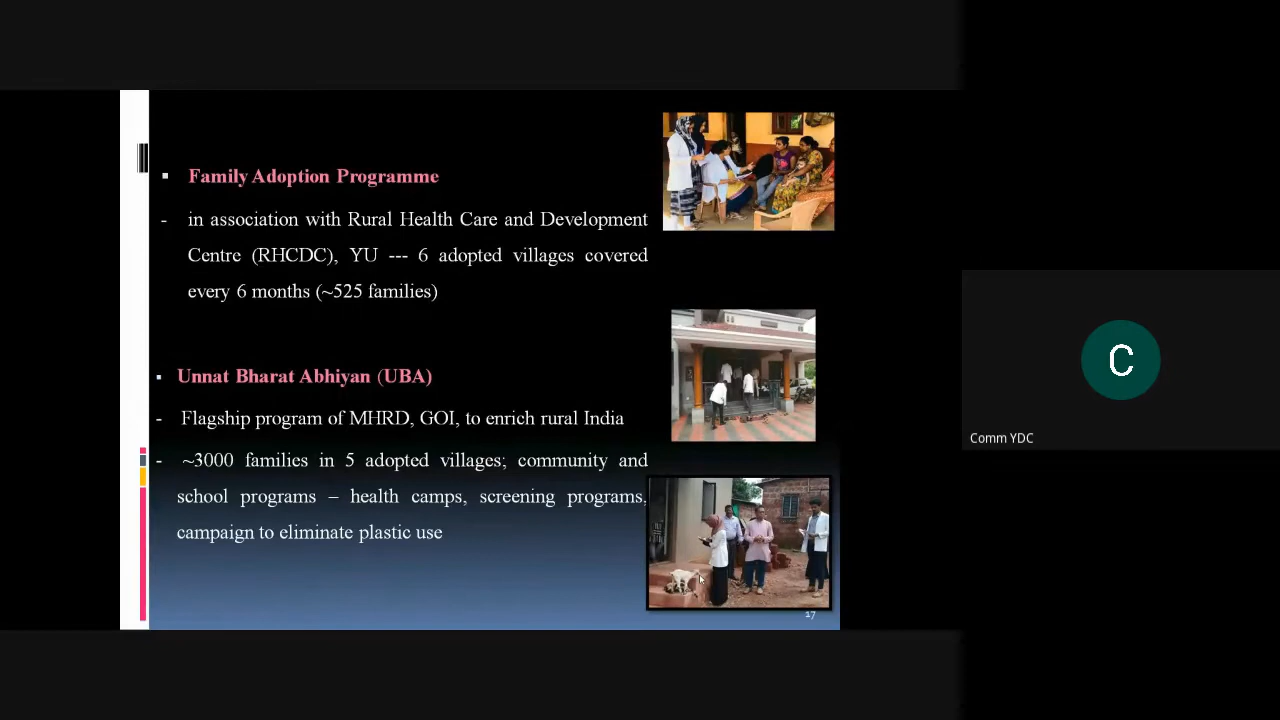 ▪ Family Adoption Programme
- in association with Rural Health Care and Development
Centre (RHCDC), YU --- 6 adopted villages covered
every 6 months (~525 families)
▪ Unnat Bharat Abhiyan (UBA)
- Flagship program of MHRD, GOI, to enrich rural India
- ~3000 families in 5 adopted villages; community and
school programs – health camps, screening programs,
campaign to eliminate plastic use
17
C
Comm YDC